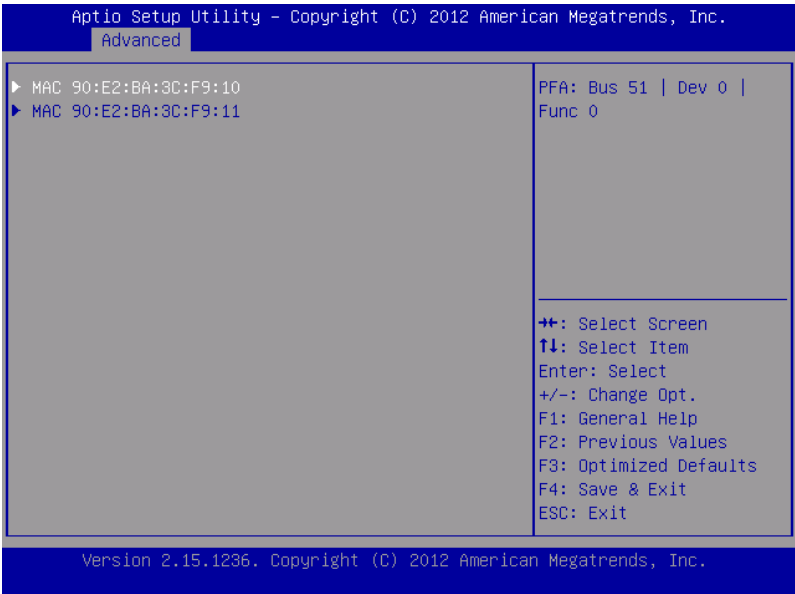 Aptio Setup Utility – Copyright (C) 2012 American Megatrends, Inc.
Advanced
MAC 90:E2:BA:3C:F9:10
MAC 90:E2:BA:3C:F9:11
PFA: Bus 51 | Dev 0 |
Func 0
→←: Select Screen
↑↓: Select Item
Enter: Select
+/-: Change Opt.
F1: General Help
F2: Previous Values
F3: Optimized Defaults
F4: Save & Exit
ESC: Exit
Version 2.15.1236. Copyright (C) 2012 American Megatrends, Inc.